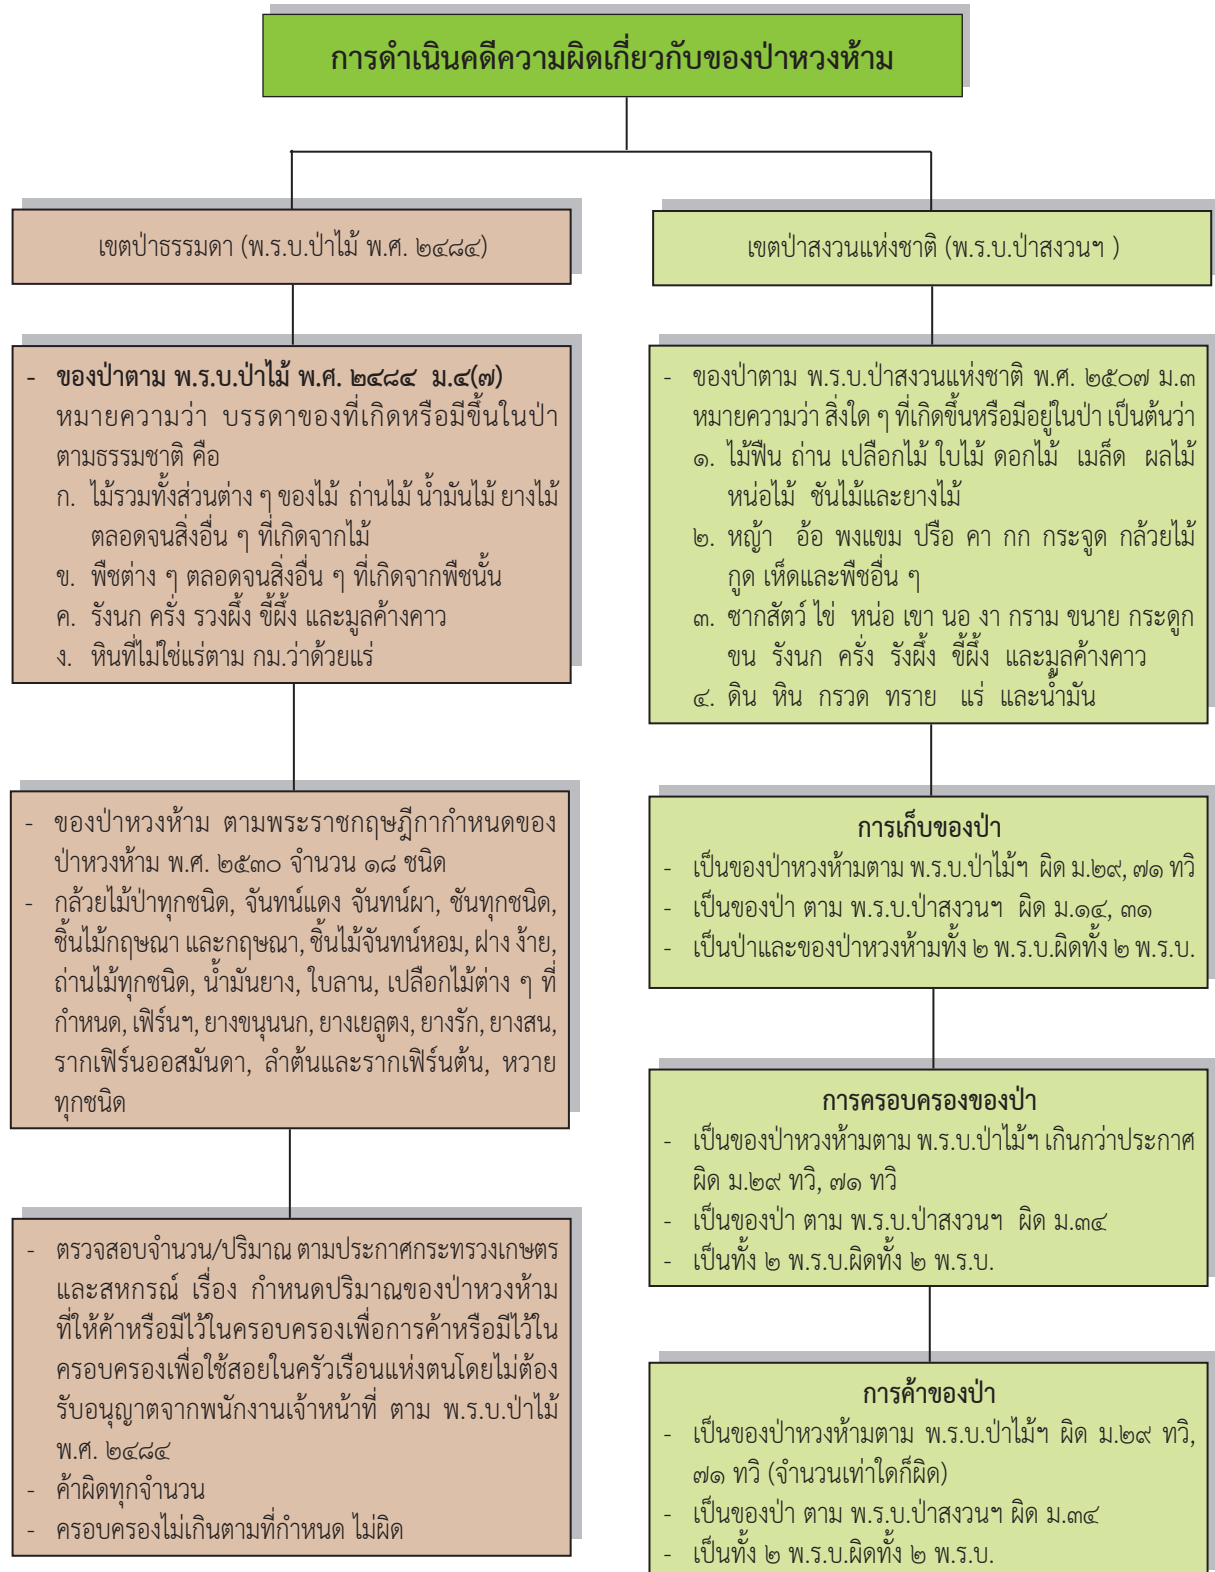 การดำเนินคดีความผิดเกี่ยวกับของป่าหวงห้าม
เขตป่าธรรมดา (พ.ร.บ.ป่าไม้ พ.ศ. ๒๔๘๔)
- ของป่าตาม พ.ร.บ.ป่าไม้ พ.ศ. ๒๔๘๔ ม.๔(๗)
หมายความว่า บรรดาของที่เกิดหรือมีขึ้นในป่า
ตามธรรมชาติ คือ
ก. ไม้รวมทั้งส่วนต่าง ๆ ของไม้ ถ่านไม้ น้ำมันไม้ ยางไม้
ตลอดจนสิ่งอื่น ๆ ที่เกิดจากไม้
ข. พืชต่าง ๆ ตลอดจนสิ่งอื่น ๆ ที่เกิดจากพืชนั้น
ค. รังนก ครั่ง รวงผึ้ง ขี้ผึ้ง และมูลค้างคาว
ง. หินที่ไม่ใช่แร่ตาม กม.ว่าด้วยแร่
- ของป่าหวงห้าม ตามพระราชกฤษฎีกากำหนดของ
ป่าหวงห้าม พ.ศ. ๒๕๓๐ จำนวน ๑๘ ชนิด
- กล้วยไม้ป่าทุกชนิด, จันทน์แดง จันทน์ผา, ชันทุกชนิด,
ชิ้นไม้กฤษณา และกฤษณา, ชิ้นไม้จันทน์หอม, ฝาง ง้าย,
ถ่านไม้ทุกชนิด, น้ำมันยาง, ใบลาน, เปลือกไม้ต่าง ๆ ที่
กำหนด, เฟิร์นฯ, ยางขนุนนก, ยางเยลูตง, ยางรัก, ยางสน,
รากเฟิร์นออสมันดา, ลำต้นและรากเฟิร์นต้น, หวาย
ทุกชนิด
- ตรวจสอบจำนวน/ปริมาณ ตามประกาศกระทรวงเกษตร
และสหกรณ์ เรื่อง กำหนดปริมาณของป่าหวงห้าม
ที่ให้ค้าหรือมีไว้ในครอบครองเพื่อการค้าหรือมีไว้ใน
ครอบครองเพื่อใช้สอยในครัวเรือนแห่งตนโดยไม่ต้อง
รับอนุญาตจากพนักงานเจ้าหน้าที่ ตาม พ.ร.บ.ป่าไม้
พ.ศ. ๒๔๘๔
- ค้าผิดทุกจำนวน
- ครอบครองไม่เกินตามที่กำหนด ไม่ผิด
เขตป่าสงวนแห่งชาติ (พ.ร.บ.ป่าสงวนฯ )
- ของป่าตาม พ.ร.บ.ป่าสงวนแห่งชาติ พ.ศ. ๒๕๐๗ ม.๓
หมายความว่า สิ่งใด ๆ ที่เกิดขึ้นหรือมีอยู่ในป่า เป็นต้นว่า
๑. ไม้ฟืน ถ่าน เปลือกไม้ ใบไม้ ดอกไม้ เมล็ด ผลไม้
หน่อไม้ ชันไม้และยางไม้
๒. หญ้า อ้อ พงแขม ปรือ คา กก กระจูด กล้วยไม้
กูด เห็ดและพืชอื่น ๆ
๓. ซากสัตว์ ไข่ หน่อ เขา นอ งา กราม ขนาย กระดูก
ขน รังนก ครั่ง รังผึ้ง ขี้ผึ้ง และมูลค้างคาว
๔. ดิน หิน กรวด ทราย แร่ และน้ำมัน
การเก็บของป่า
- เป็นของป่าหวงห้ามตาม พ.ร.บ.ป่าไม้ฯ ผิด ม.๒๙, ๗๑ ทวิ
- เป็นของป่า ตาม พ.ร.บ.ป่าสงวนฯ ผิด ม.๑๔, ๓๑
- เป็นป่าและของป่าหวงห้ามทั้ง ๒ พ.ร.บ.ผิดทั้ง ๒ พ.ร.บ.
การครอบครองของป่า
- เป็นของป่าหวงห้ามตาม พ.ร.บ.ป่าไม้ฯ เกินกว่าประกาศ
ผิด ม.๒๙ ทวิ, ๗๑ ทวิ
- เป็นของป่า ตาม พ.ร.บ.ป่าสงวนฯ ผิด ม.๓๔
- เป็นทั้ง ๒ พ.ร.บ.ผิดทั้ง ๒ พ.ร.บ.
การค้าของป่า
- เป็นของป่าหวงห้ามตาม พ.ร.บ.ป่าไม้ฯ ผิด ม.๒๙ ทวิ,
๗๑ ทวิ (จำนวนเท่าใดก็ผิด)
- เป็นของป่า ตาม พ.ร.บ.ป่าสงวนฯ ผิด ม.๓๔
- เป็นทั้ง ๒ พ.ร.บ.ผิดทั้ง ๒ พ.ร.บ.